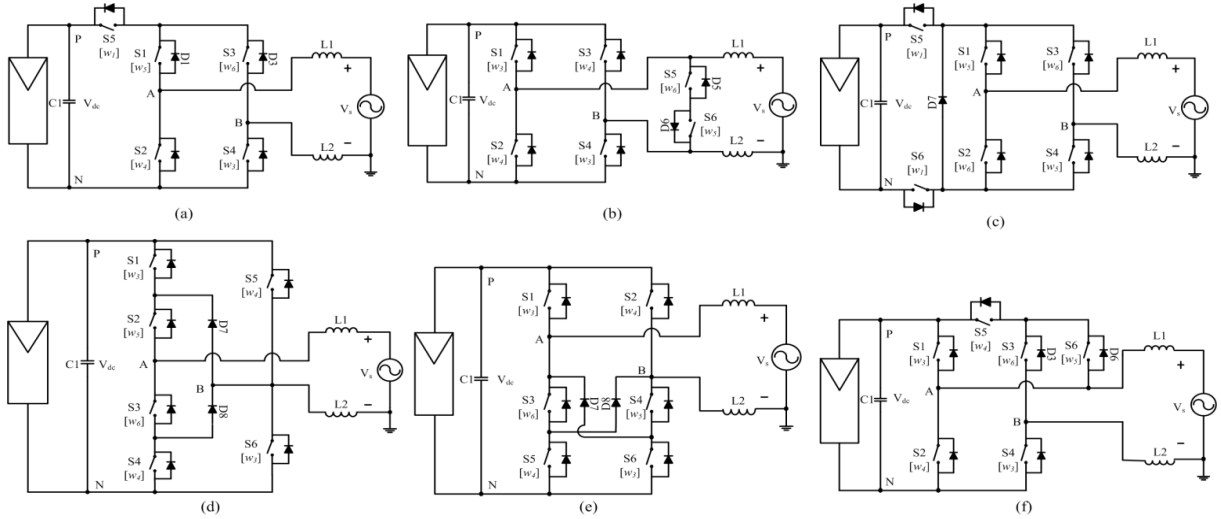 P
S5
[w1]
S1
[w5]
D1
S3
[w6]
D3
L1
+
C1
Vdc
A
Vs
B
S2
[w4]
S4
[w3]
L2
−
N
(a)
P
S1
[w3]
S3
[w4]
L1
+
S5
[w6]
D5
C1
Vdc
A
Vs
B
D6
S6
[w5]
S2
[w4]
S4
[w3]
L2
−
N
(b)
P
S5
[w1]
S1
[w5]
S3
[w6]
L1
+
C1
Vdc
D7
A
Vs
B
S6
[w1]
S2
[w6]
S4
[w5]
L2
−
N
(c)
P
S1
[w3]
S5
[w4]
S2
[w5]
D7
L1
+
C1
Vdc
A
Vs
B
S3
[w6]
D8
L2
−
S4
[w4]
S6
[w3]
N
(d)
P
S1
[w3]
S2
[w4]
L1
+
A
Vs
C1
Vdc
B
S3
[w6]
D7
D8
S4
[w5]
L2
−
S5
[w4]
S6
[w3]
N
(e)
P
S5
[w4]
S1
[w3]
S3
[w6]
D3
S6
[w5]
D6
L1
+
C1
Vdc
A
Vs
B
S2
[w4]
S4
[w3]
L2
−
N
(f)